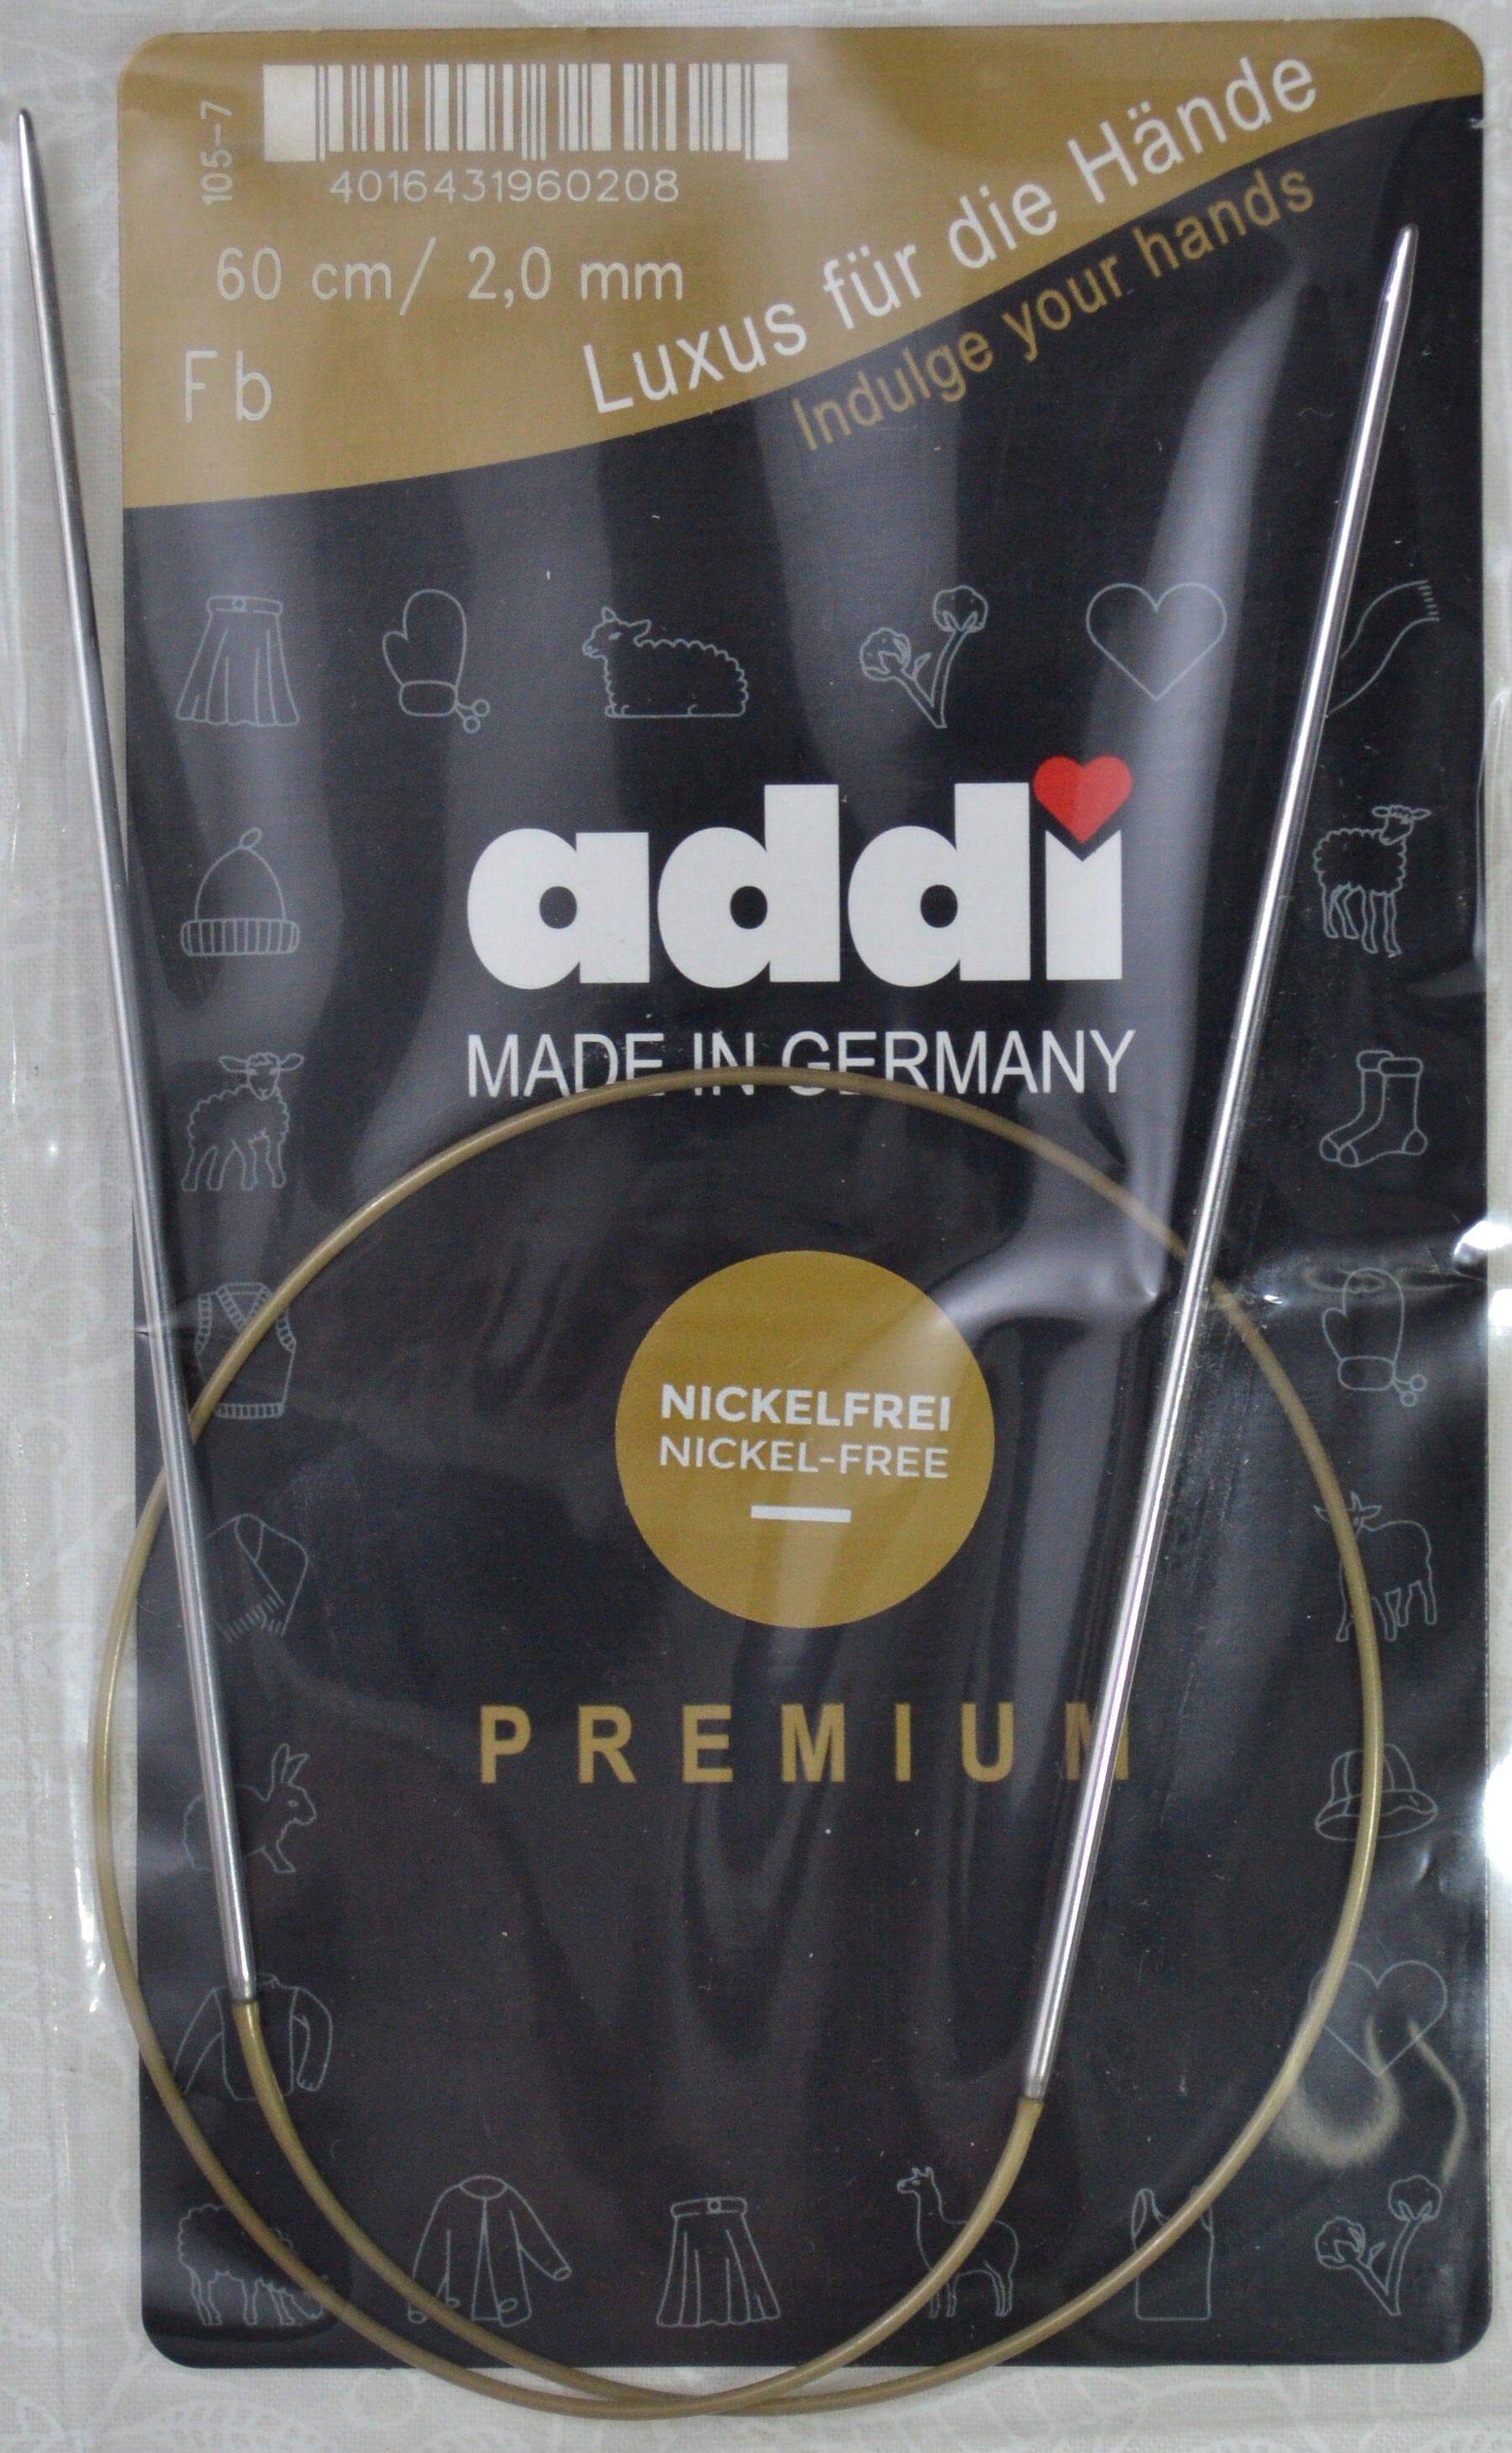 105-7
4016431960208
60 cm/ 2,0 mm
Fb
Luxus für die Hände
Indulge your hands
addi
MADE IN GERMANY
NICKELFREI
NICKEL-FREE
PREMIUM